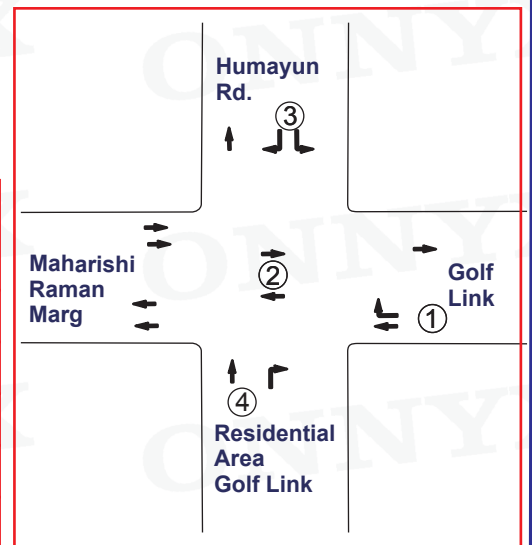 Humayun
Rd.
③
Maharishi
Raman
Marg
②
Golf
Link
①
④
Residential
Area
Golf Link